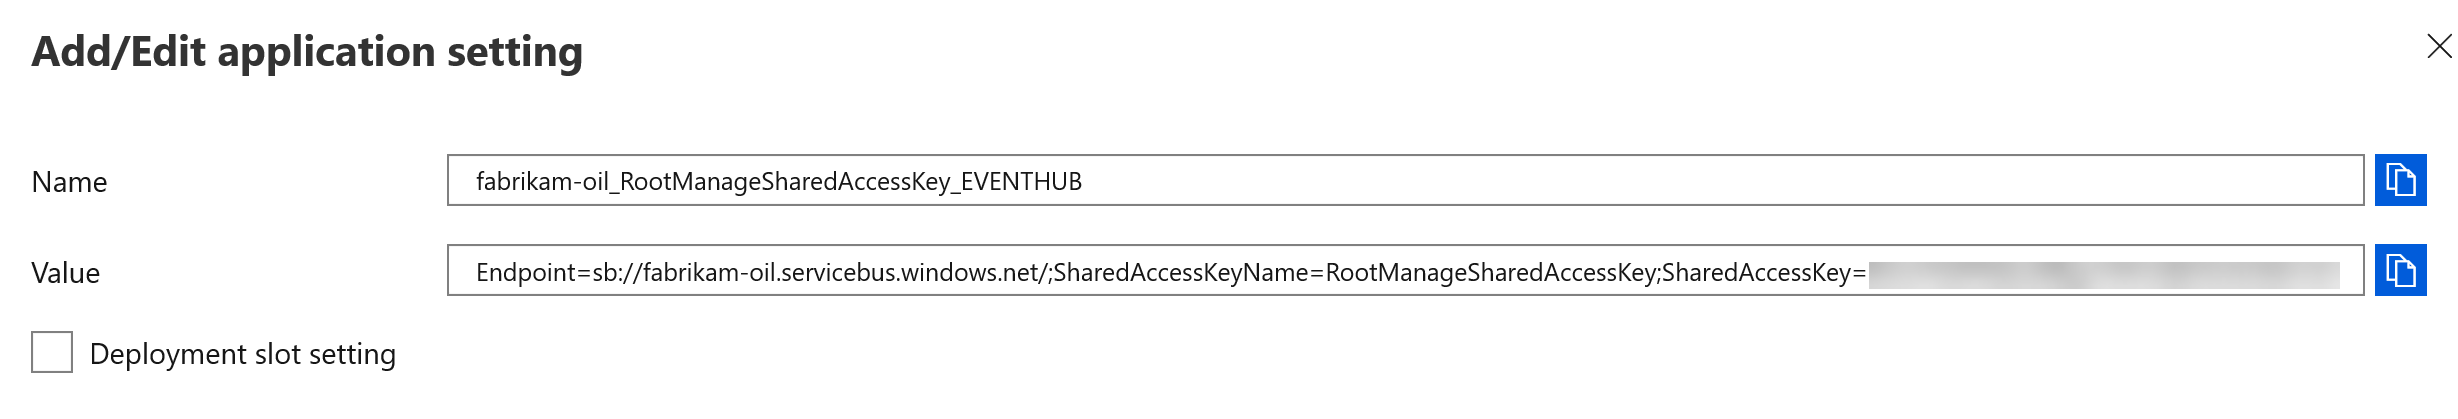 Add/Edit application setting
Name
fabrikam-oil_RootManageSharedAccessKey_EVENTHUB
Value
Endpoint=sb://fabrikam-oil.servicebus.windows.net/;SharedAccessKeyName=RootManageSharedAccessKey;SharedAccessKey=
Deployment slot setting